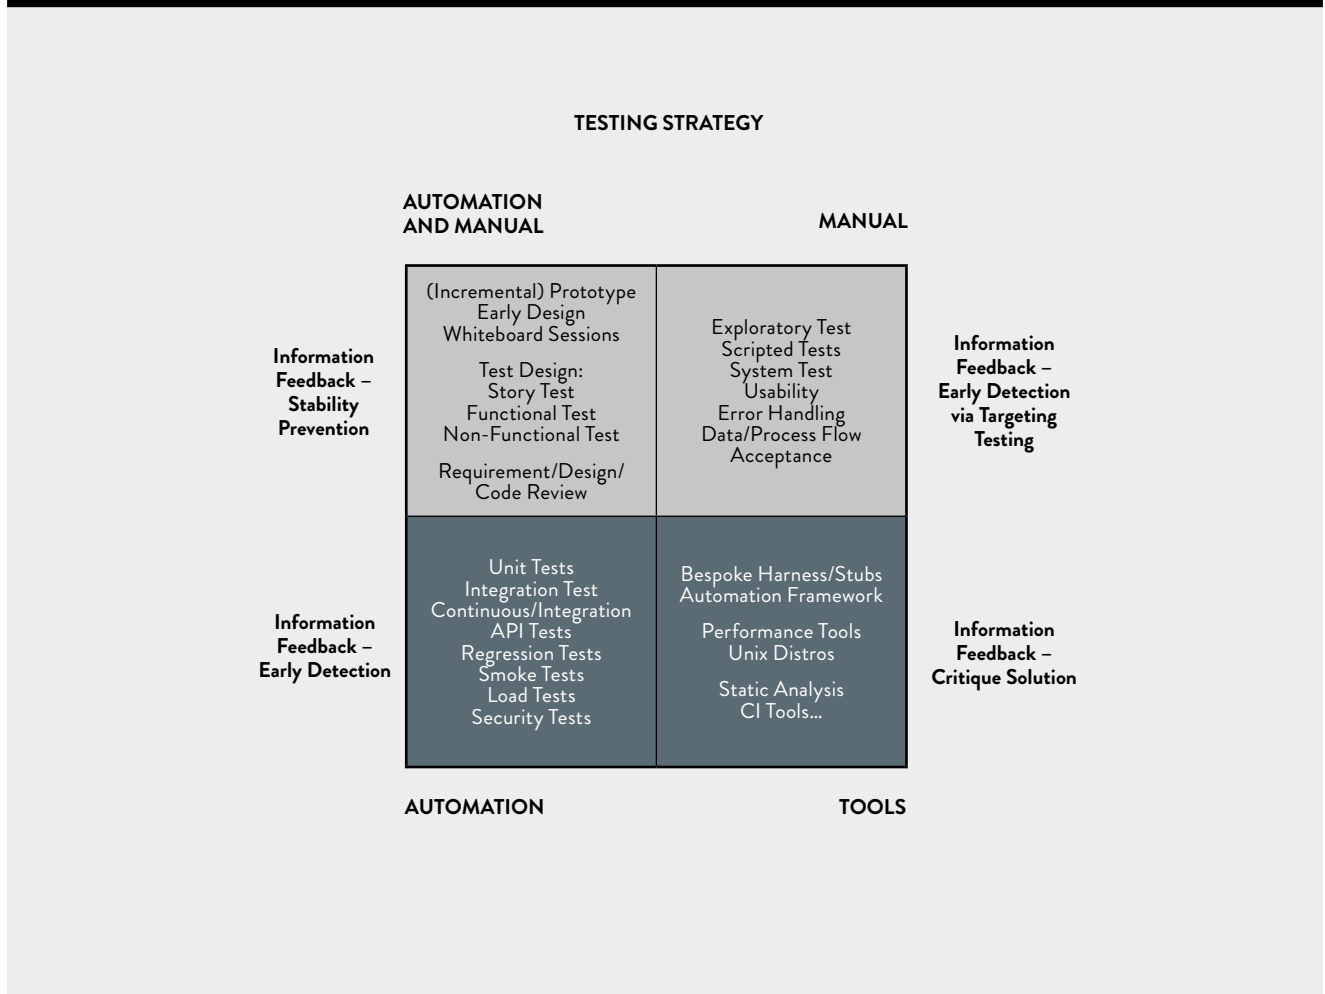 TESTING STRATEGY
AUTOMATION
AND MANUAL
MANUAL
Information
Feedback –
Stability
Prevention
(Incremental) Prototype
Early Design
Whiteboard Sessions
Test Design:
Story Test
Functional Test
Non-Functional Test
Requirement/Design/
Code Review
Exploratory Test
Scripted Tests
System Test
Usability
Error Handling
Data/Process Flow
Acceptance
Information
Feedback –
Early Detection
via Targeting
Testing
Information
Feedback –
Early Detection
Unit Tests
Integration Test
Continuous/Integration
API Tests
Regression Tests
Smoke Tests
Load Tests
Security Tests
Bespoke Harness/Stubs
Automation Framework
Performance Tools
Unix Distros
Static Analysis
CI Tools...
Information
Feedback –
Critique Solution
AUTOMATION
TOOLS